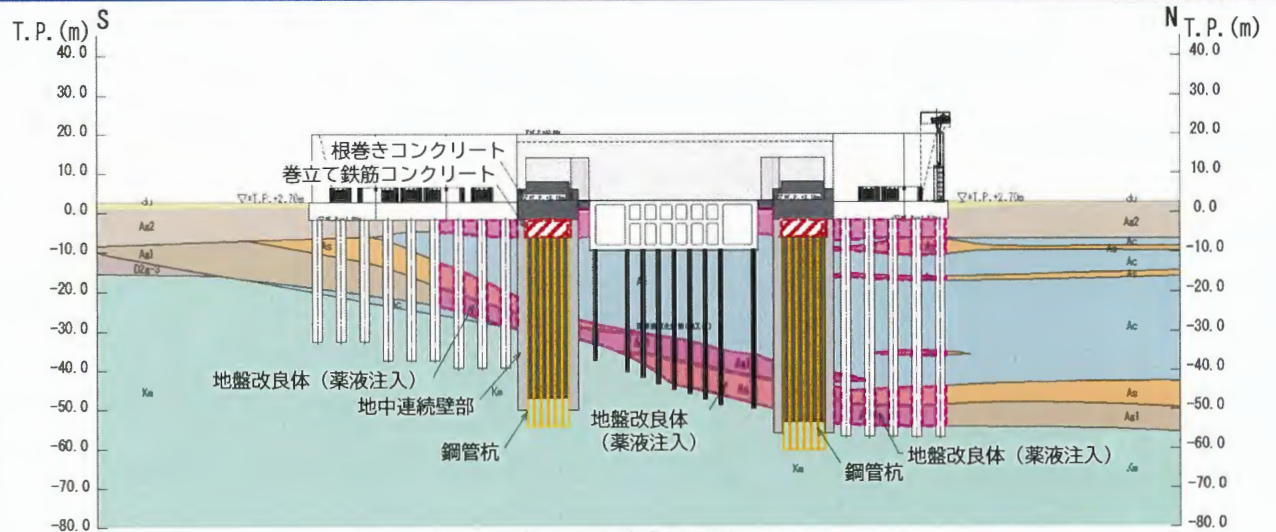 S
N
T.P.(m)
T.P.(m)
40.0
40.0
30.0
30.0
20.0
20.0
根巻きコンクリート
巻立て鉄筋コンクリート
10.0
10.0
du
▽*T.P.+2.70m
▽*T.P.+2.70m
du
0.0
0.0
As2
As2
Ac
As
As
-10.0
-10.0
Ag1
Ac
As
-20.0
-20.0
-30.0
-30.0
Ac
地盤改良体(薬液注入)
地中連続壁部
-40.0
-40.0
Km
Km
As
地盤改良体
(薬液注入)
-50.0
-50.0
Ag1
鋼管杭
地盤改良体(薬液注入)
鋼管杭
-60.0
-60.0
Km
Km
Km
-70.0
-70.0
-80.0
-80.0